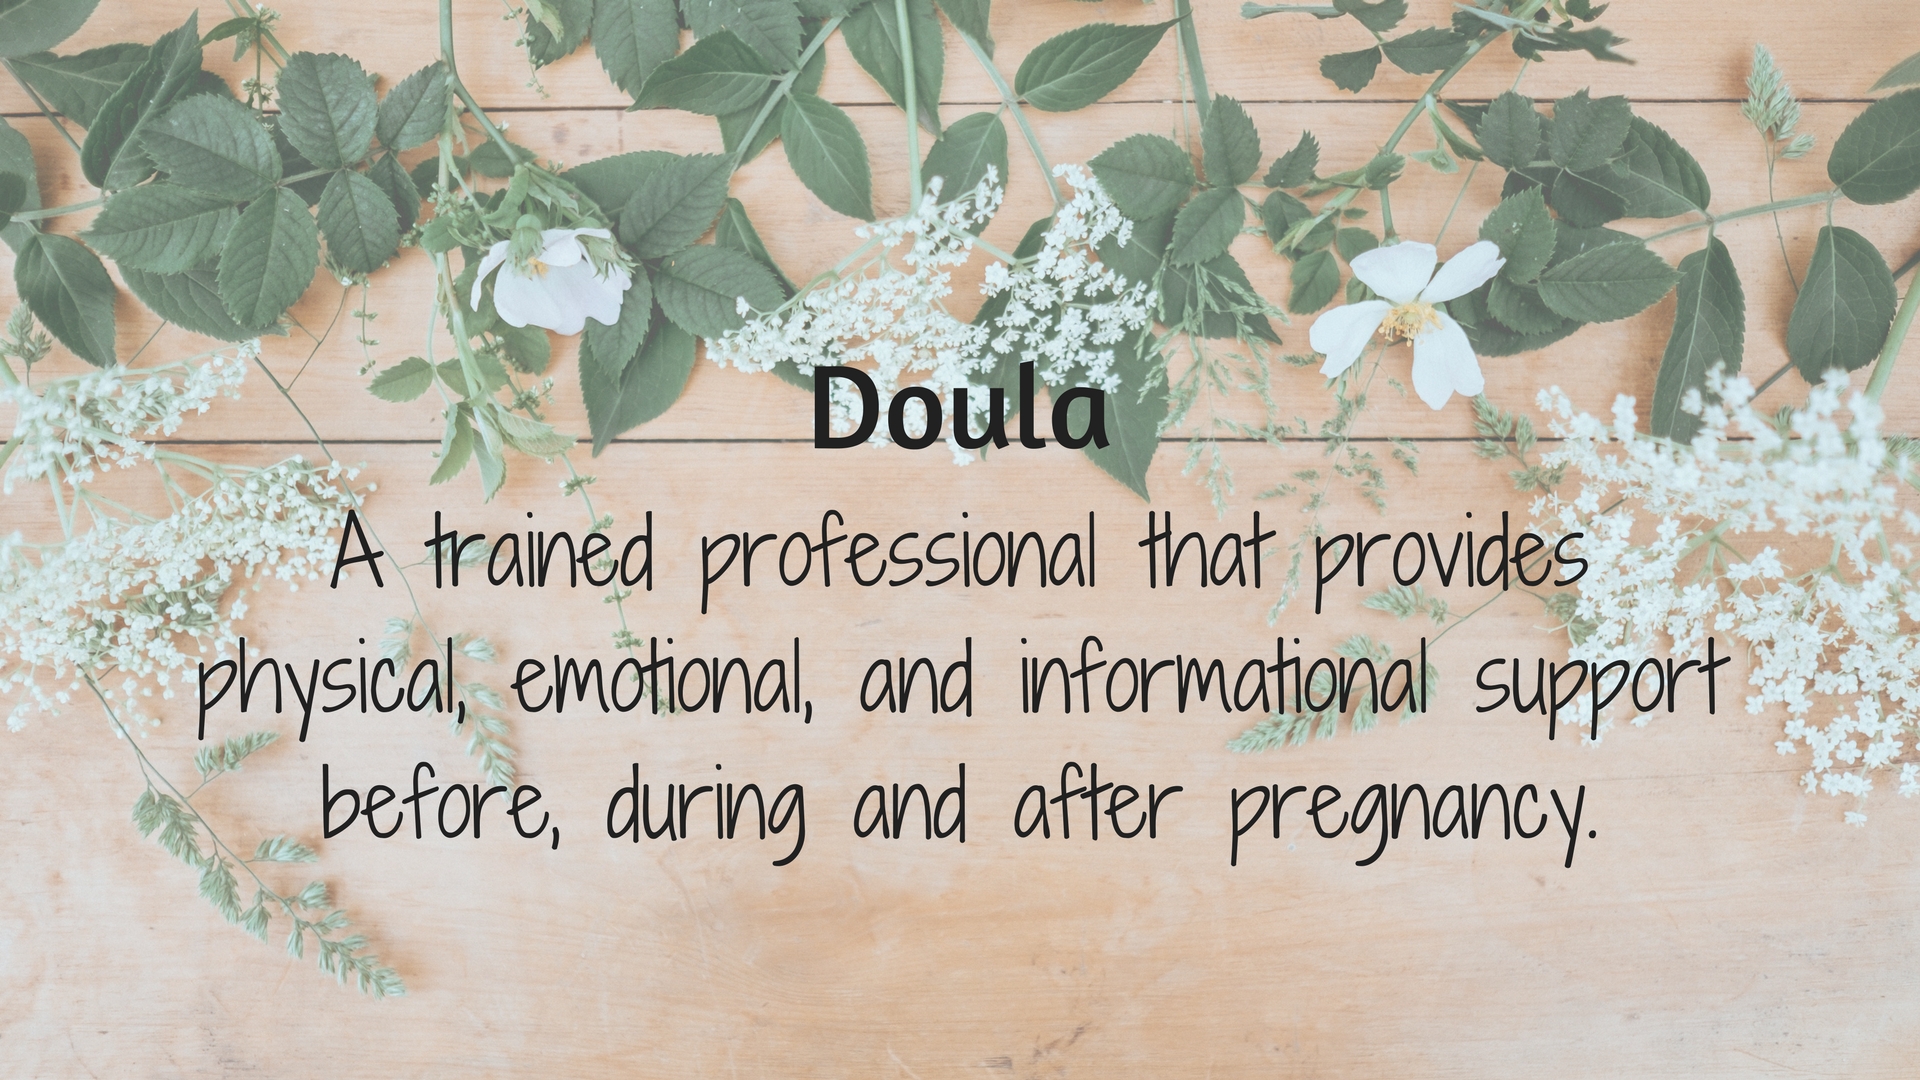 Doula
A trained professional that provides
physical, emotional, and informational support
before, during and after pregnancy.